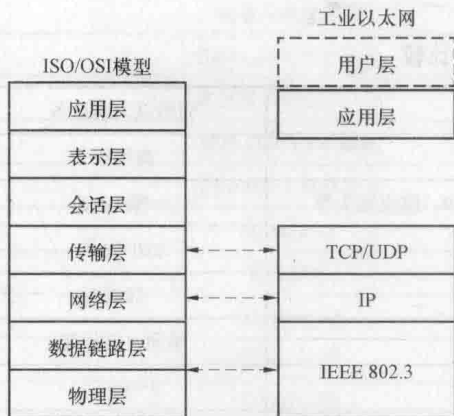 工业以太网
ISO/OSI模型
用户层
应用层
应用层
表示层
会话层
传输层
TCP/UDP
网络层
IP
数据链路层
IEEE 802.3
物理层